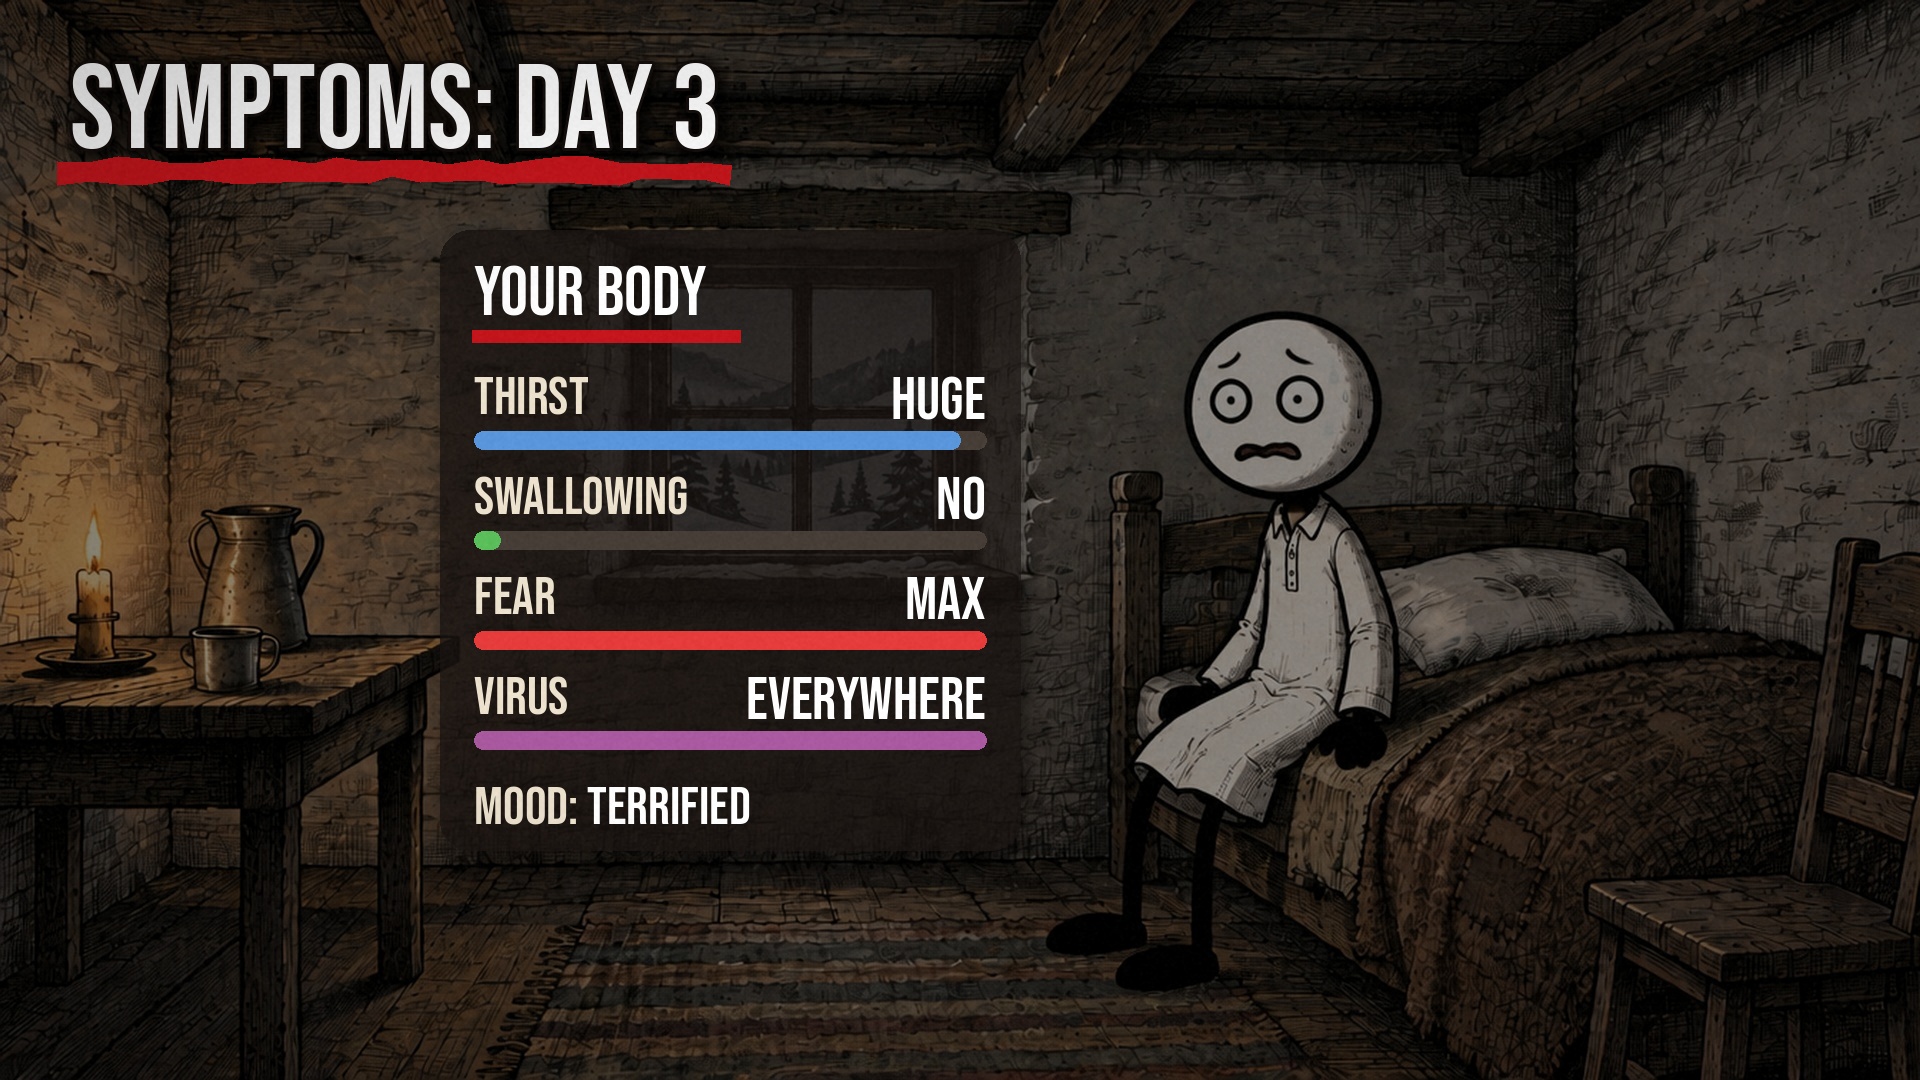 SYMPTOMS: DAY 3
YOUR BODY
THIRST HUGE
SWALLOWING NO
FEAR MAX
VIRUS EVERYWHERE
MOOD: TERRIFIED